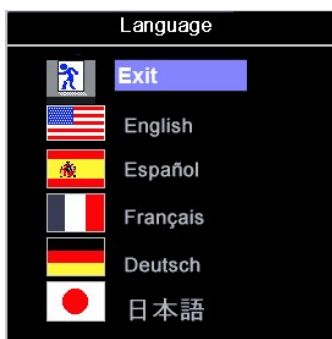 Language
Exit
English
Español
Français
Deutsch
日本語